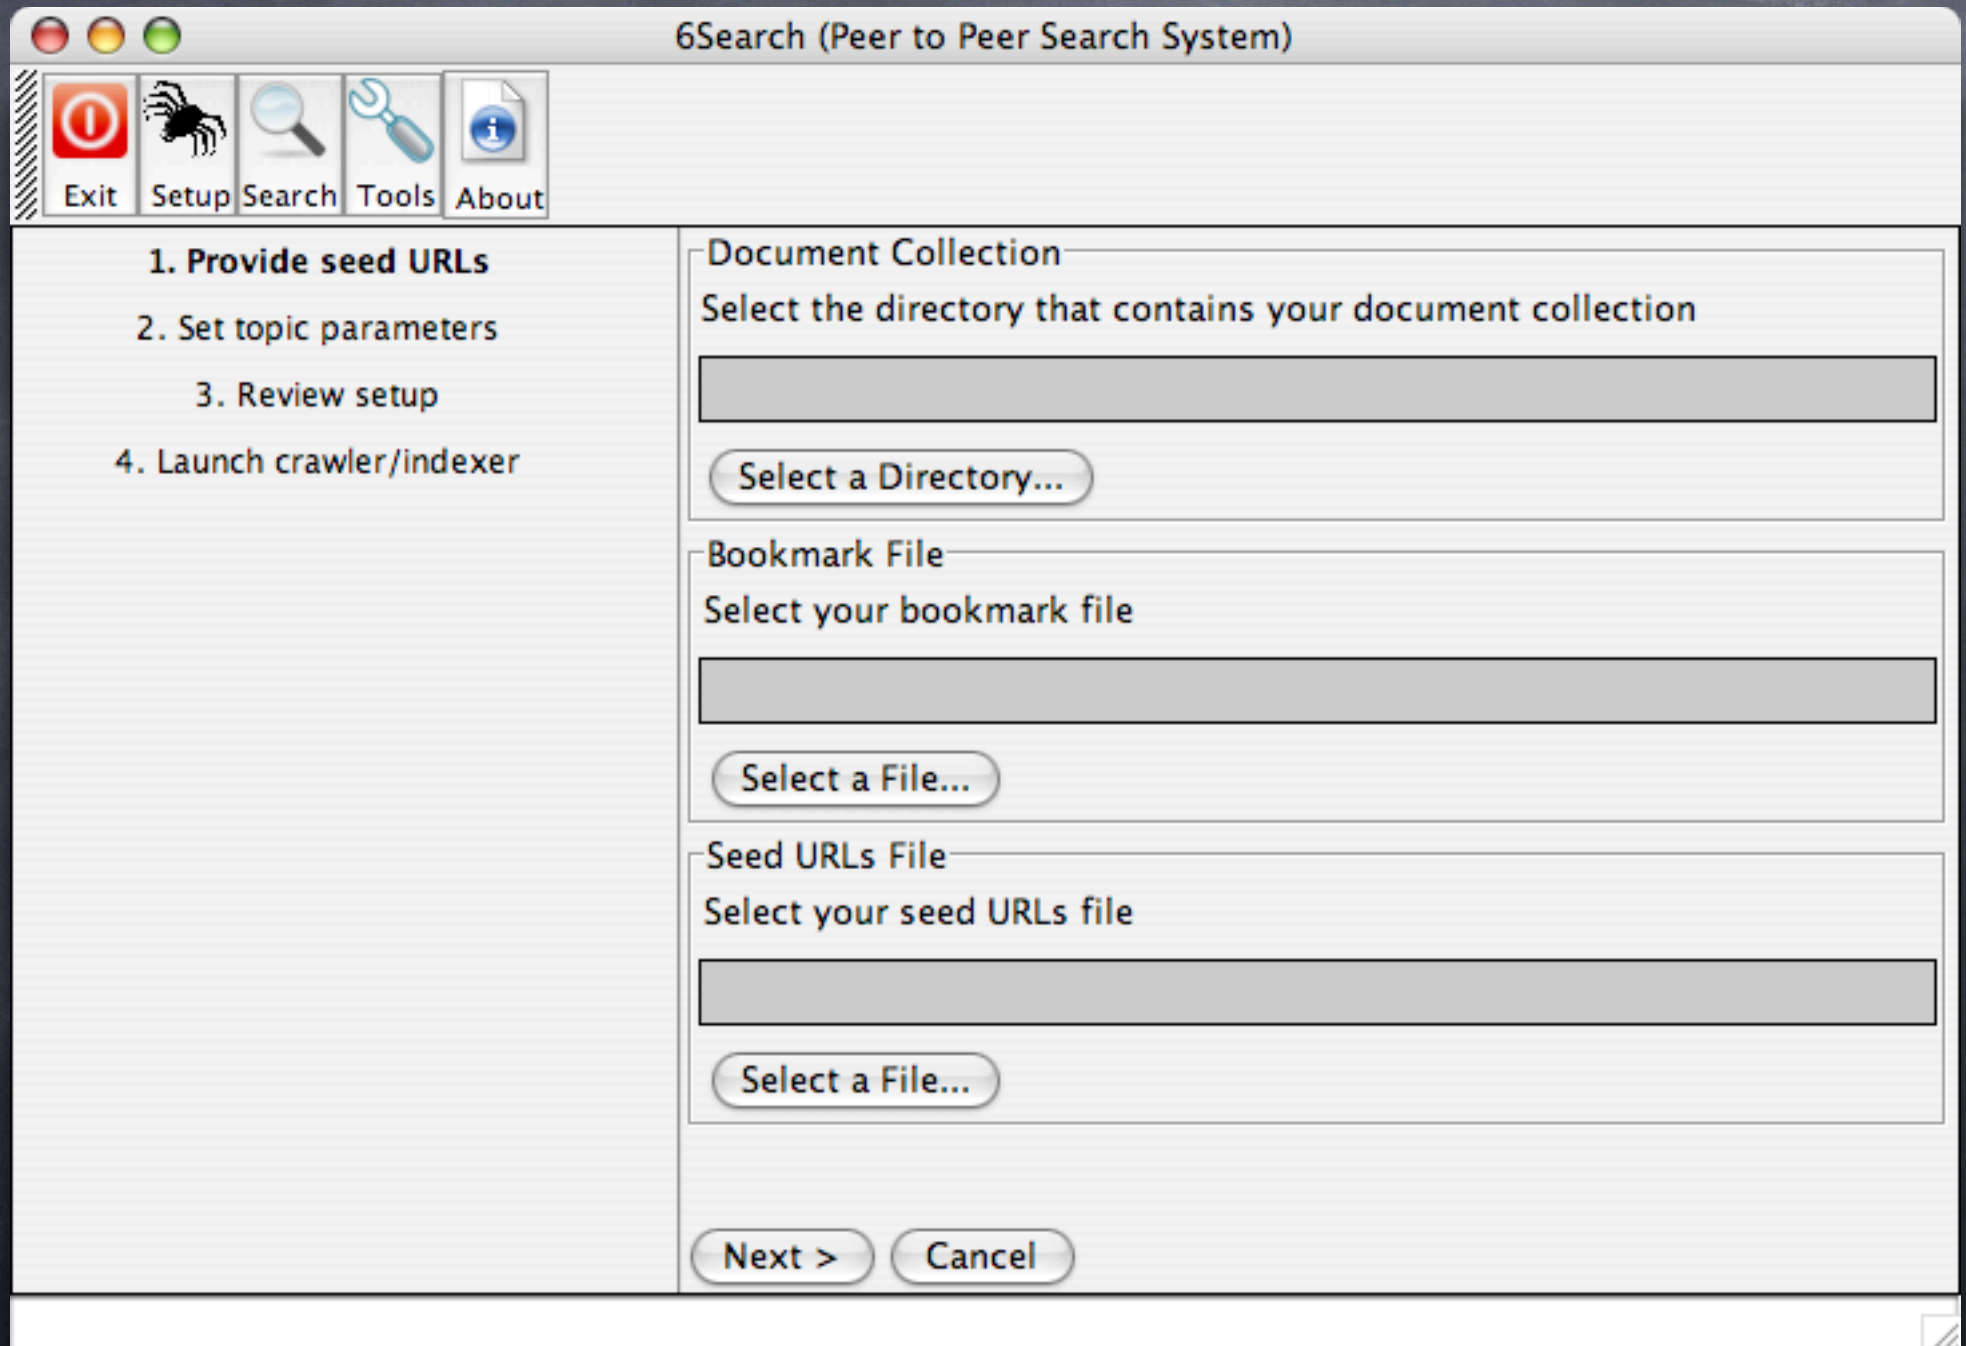 6Search (Peer to Peer Search System)
Exit Setup Search Tools About
1. Provide seed URLs
2. Set topic parameters
3. Review setup
4. Launch crawler/indexer
Document Collection
Select the directory that contains your document collection
Select a Directory...
Bookmark File
Select your bookmark file
Select a File...
Seed URLs File
Select your seed URLs file
Select a File...
Next > Cancel